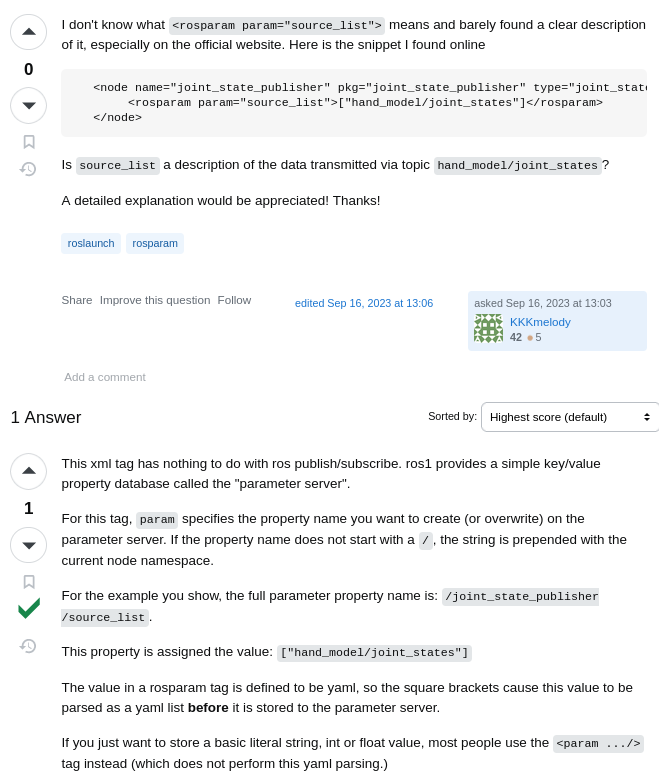 I don't know what <rosparam param="source_list"> means and barely found a clear description
of it, especially on the official website. Here is the snippet I found online
0
<node name="joint_state_publisher" pkg="joint_state_publisher" type="joint_stat
<rosparam param="source_list">["hand_model/joint_states"]</rosparam>
</node>
Is source_list a description of the data transmitted via topic hand_model/joint_states?
A detailed explanation would be appreciated! Thanks!
roslaunch rosparam
Share Improve this question Follow
edited Sep 16, 2023 at 13:06
asked Sep 16, 2023 at 13:03
KKKmelody
42 5
Add a comment
1 Answer
Sorted by: Highest score (default)
This xml tag has nothing to do with ros publish/subscribe. ros1 provides a simple key/value
property database called the "parameter server".
1
For this tag, param specifies the property name you want to create (or overwrite) on the
parameter server. If the property name does not start with a /, the string is prepended with the
current node namespace.
For the example you show, the full parameter property name is: /joint_state_publisher
/source_list.
This property is assigned the value: ["hand_model/joint_states"]
The value in a rosparam tag is defined to be yaml, so the square brackets cause this value to be
parsed as a yaml list before it is stored to the parameter server.
If you just want to store a basic literal string, int or float value, most people use the <param .../>
tag instead (which does not perform this yaml parsing.)